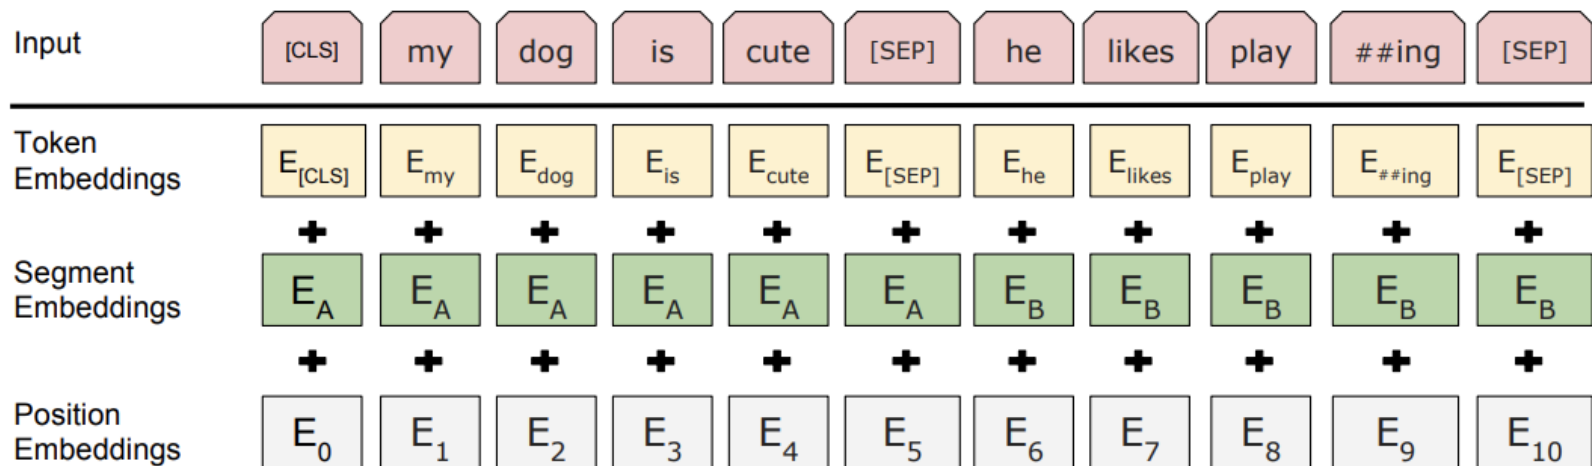 Input [CLS] my dog is cute [SEP] he likes play ##ing [SEP]
Token Embeddings E[CLS] Emy Edog Eis Ecute E[SEP] Ehe Elikes Eplay E##ing E[SEP]
+ + + + + + + + + + +
Segment Embeddings EA EA EA EA EA EA EB EB EB EB EB
+ + + + + + + + + + +
Position Embeddings E0 E1 E2 E3 E4 E5 E6 E7 E8 E9 E10